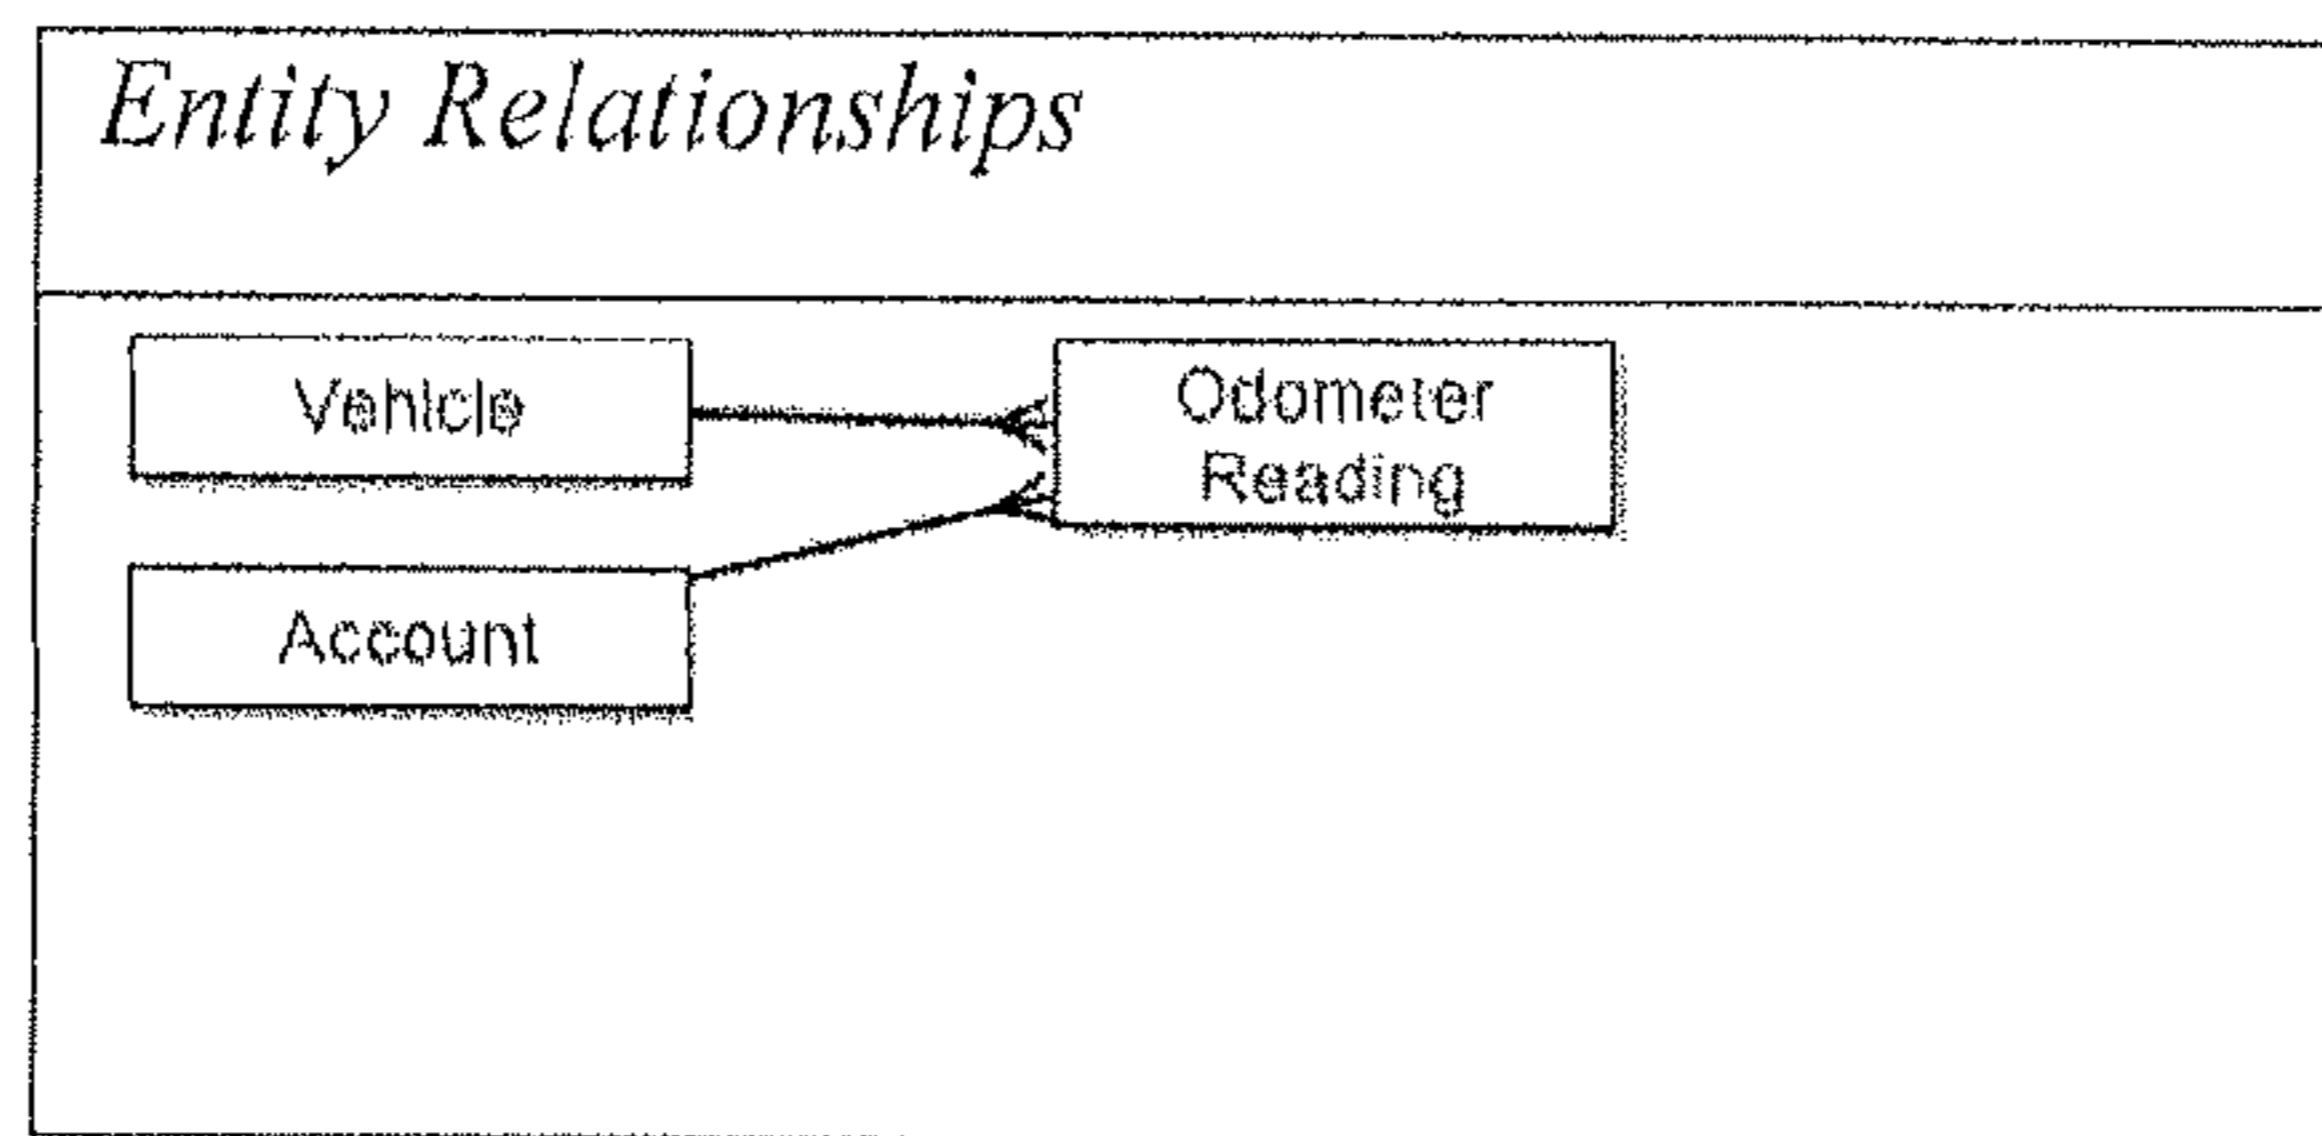 Entity Relationships
Vehicle
Odometer
Reading
Account